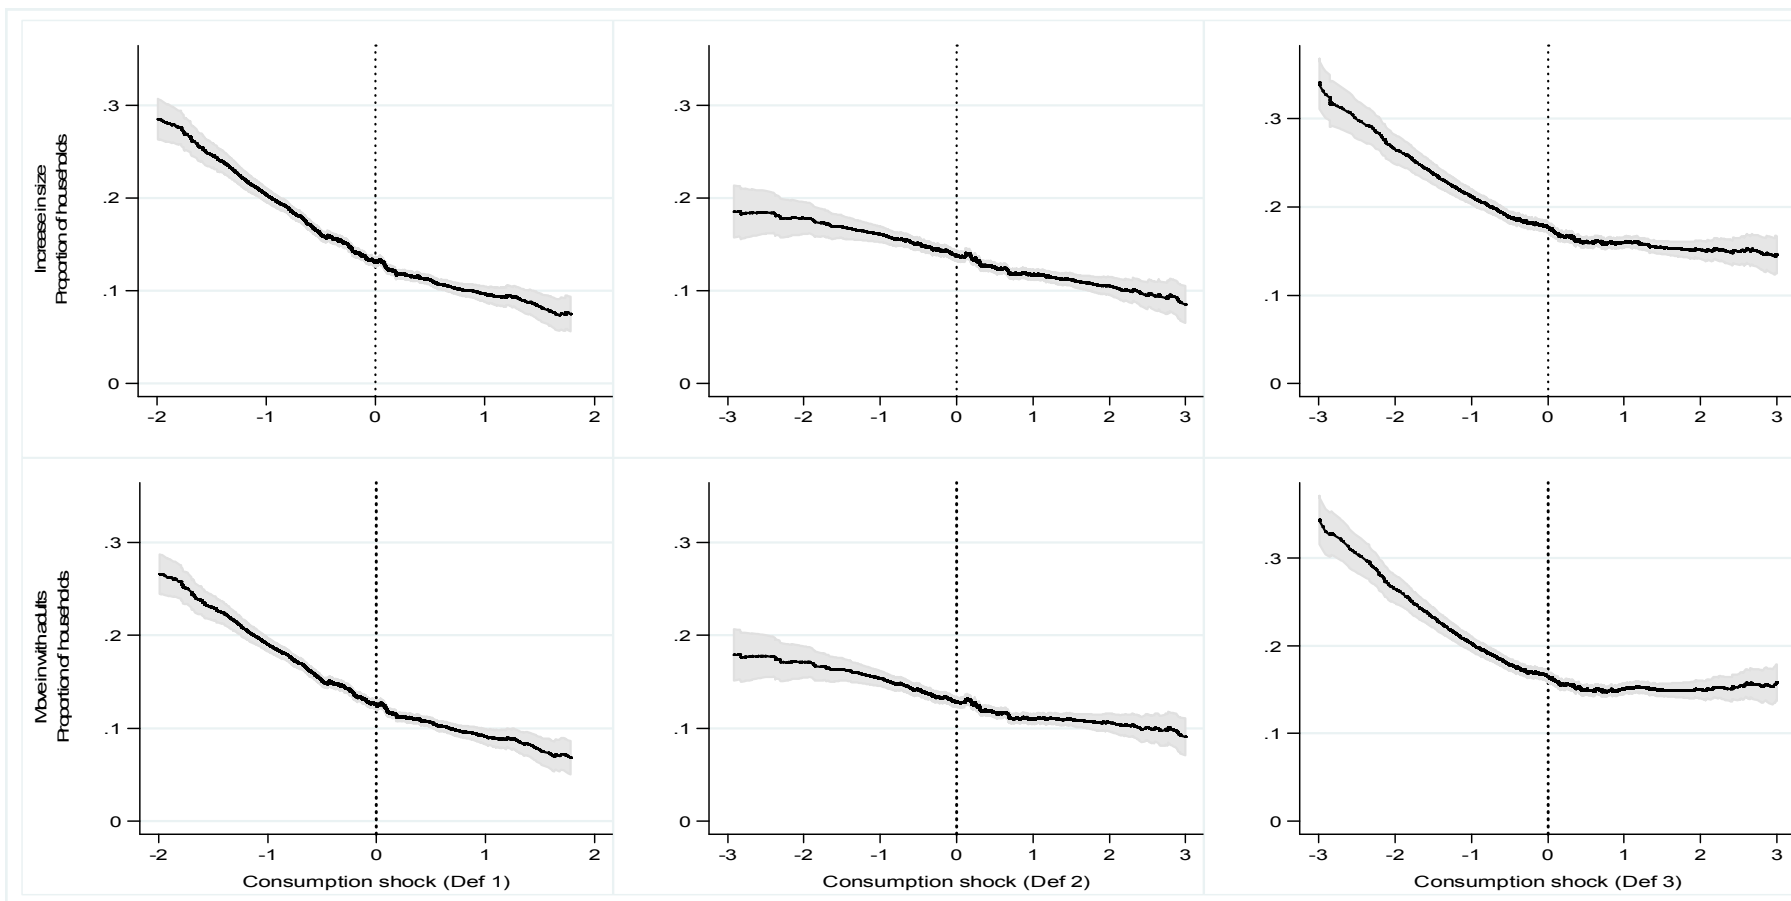 Increase in size
Proportion of households
.3
.2
.1
0
-2 -1 0 1 2
.3
.2
.1
0
-3 -2 -1 0 1 2 3
.3
.2
.1
0
-3 -2 -1 0 1 2 3
Move in with adults
Proportion of households
.3
.2
.1
0
-2 -1 0 1 2
Consumption shock (Def 1)
.3
.2
.1
0
-3 -2 -1 0 1 2 3
Consumption shock (Def 2)
.3
.2
.1
0
-3 -2 -1 0 1 2 3
Consumption shock (Def 3)